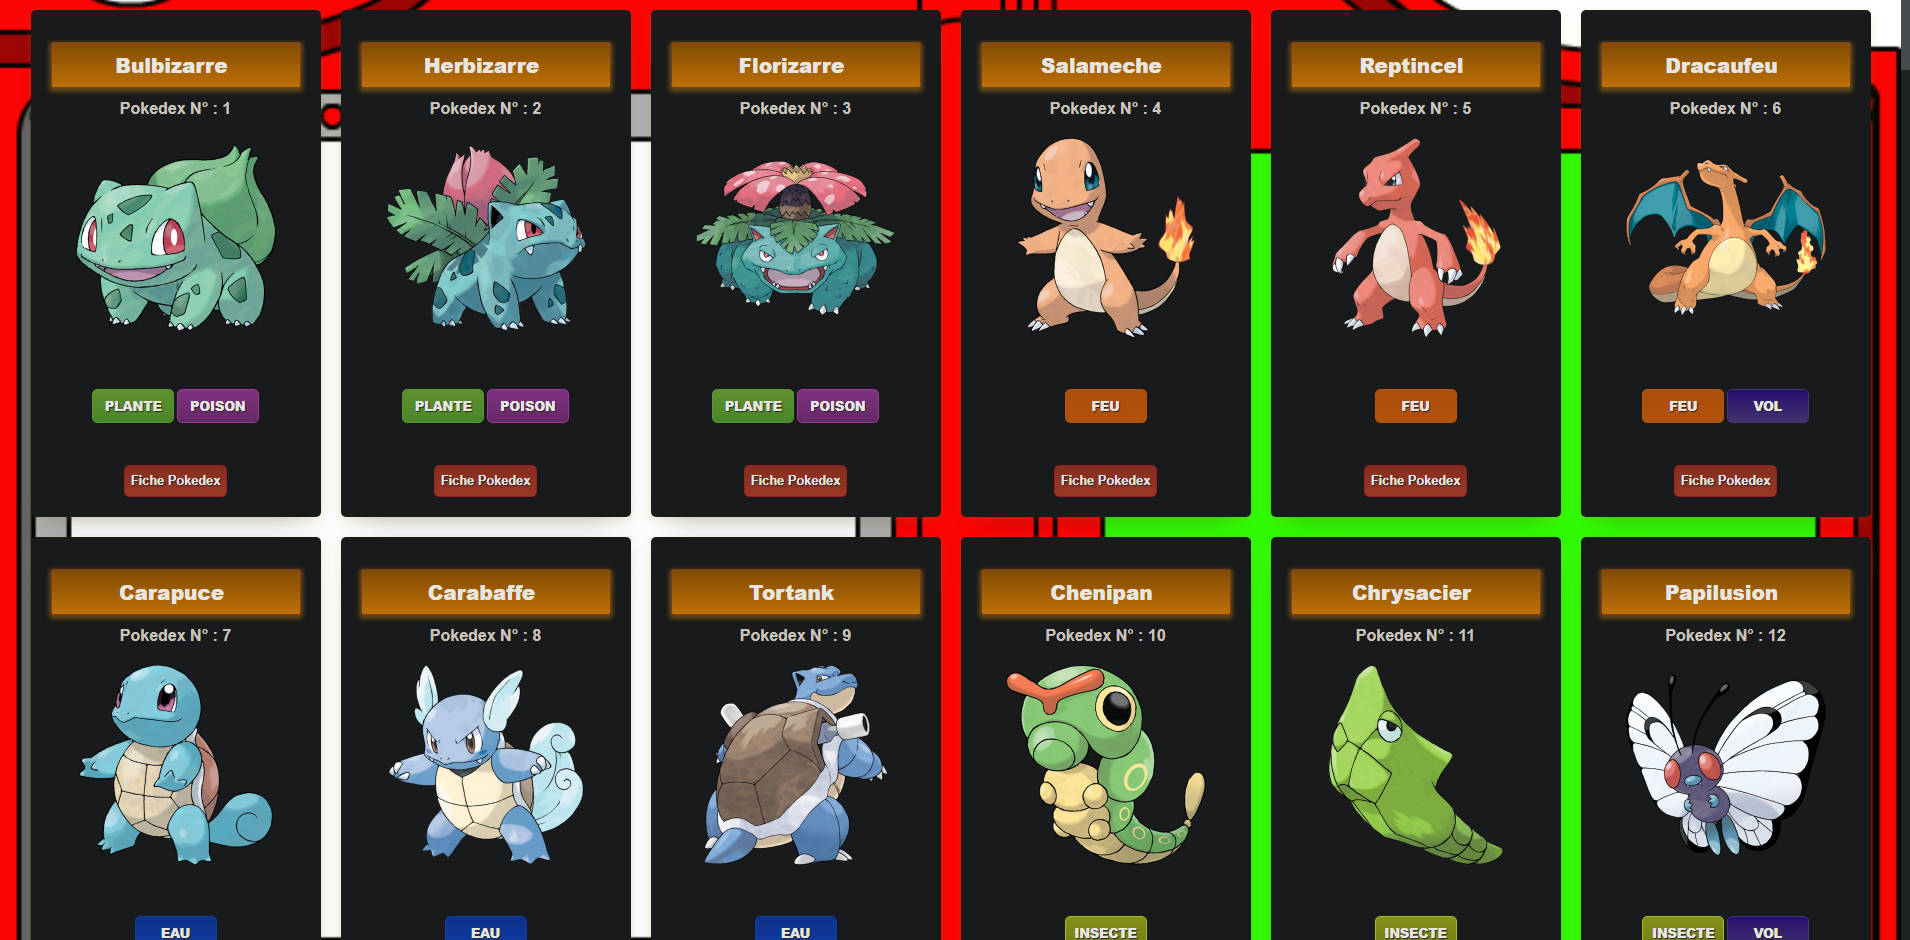 Bulbizarre
Pokedex N° : 1
PLANTE POISON
Fiche Pokedex
Herbizarre
Pokedex N° : 2
PLANTE POISON
Fiche Pokedex
Florizarre
Pokedex N° : 3
PLANTE POISON
Fiche Pokedex
Salameche
Pokedex N° : 4
FEU
Fiche Pokedex
Reptincel
Pokedex N° : 5
FEU
Fiche Pokedex
Dracaufeu
Pokedex N° : 6
FEU VOL
Fiche Pokedex
Carapuce
Pokedex N° : 7
EAU
Carabaffe
Pokedex N° : 8
EAU
Tortank
Pokedex N° : 9
EAU
Chenipan
Pokedex N° : 10
INSECTE
Chrysacier
Pokedex N° : 11
INSECTE
Papilusion
Pokedex N° : 12
INSECTE VOL